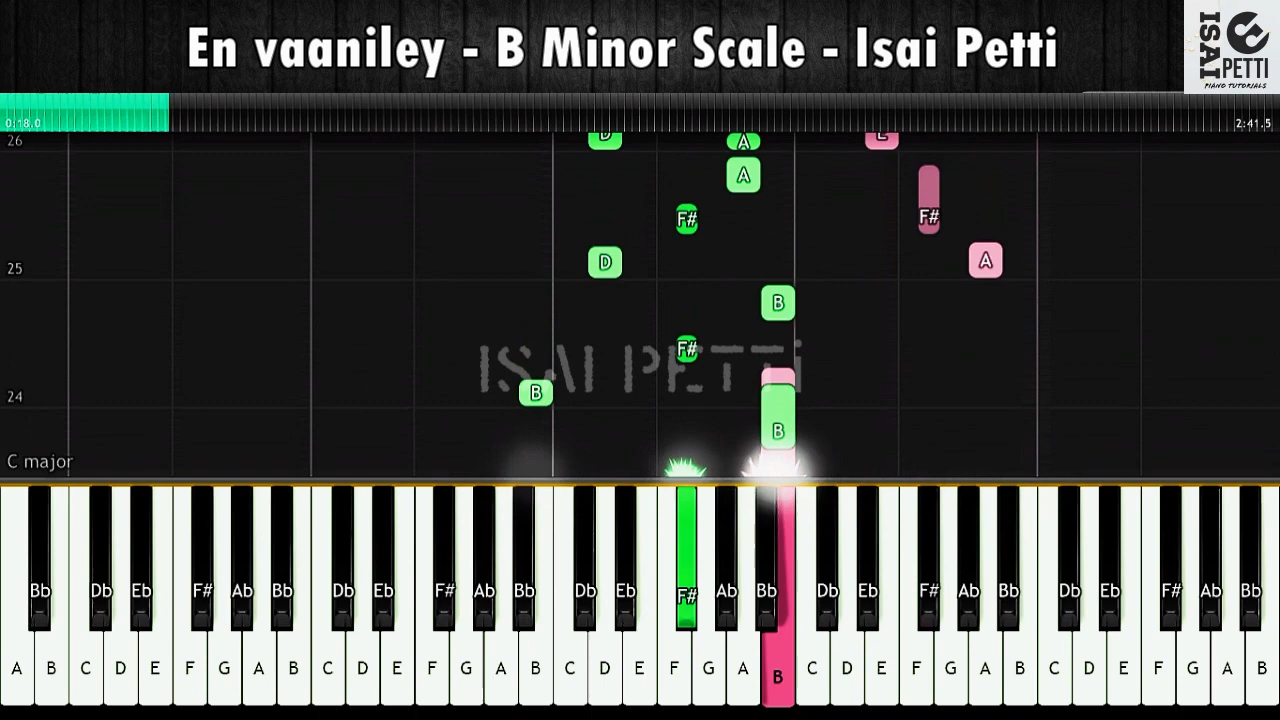 En vaaniley - B Minor Scale - Isai Petti
ISAI
PETTI
PIANO TUTORIALS
0:18.0
2:41.5
26
D A E
A
F# F#
25
D A
B
F#
ISAI PETTi
B
24
B
C major
Bb Db Eb F# Ab Bb Db Eb F# Ab Bb Db Eb F# Ab Bb Db Eb F# Ab Bb Db Eb F# Ab Bb
A B C D E F G A B C D E F G A B C D E F G A B C D E F G A B C D E F G A B